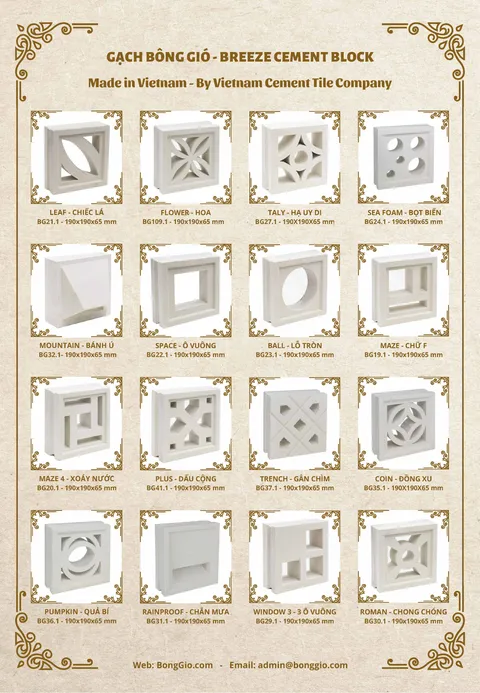 GẠCH BÔNG GIÓ - BREEZE CEMENT BLOCK
Made in Vietnam - By Vietnam Cement Tile Company
LEAF - CHIẾC LÁ
BG21.1 - 190x190x65 mm
FLOWER - HOA
BG109.1 - 190x190x65 mm
TALY - HẠ UY DI
BG27.1 - 190X190X65 mm
SEA FOAM - BỌT BIỂN
BG24.1 - 190x190x65 mm
MOUNTAIN - BÁNH Ú
BG32.1- 190x190x65 mm
SPACE - Ô VUÔNG
BG22.1 - 190x190x65 mm
BALL - LỖ TRÒN
BG23.1 - 190x190x65 mm
MAZE - CHỮ F
BG19.1 - 190x190x65 mm
MAZE 4 - XOÁY NƯỚC
BG20.1 - 190x190x65 mm
PLUS - DẤU CỘNG
BG41.1 - 190x190x65 mm
TRENCH - GÂN CHÌM
BG37.1 - 190x190x65 mm
COIN - ĐỒNG XU
BG35.1 - 190X190X65 mm
PUMPKIN - QUẢ BÍ
BG36.1 - 190x190x65 mm
RAINPROOF - CHẮN MƯA
BG31.1 - 190x190x65 mm
WINDOW 3 - 3 Ô VUÔNG
BG29.1 - 190x190x65 mm
ROMAN - CHONG CHÓNG
BG30.1 - 190x190x65 mm
Web: BongGio.com - Email: admin@bonggio.com